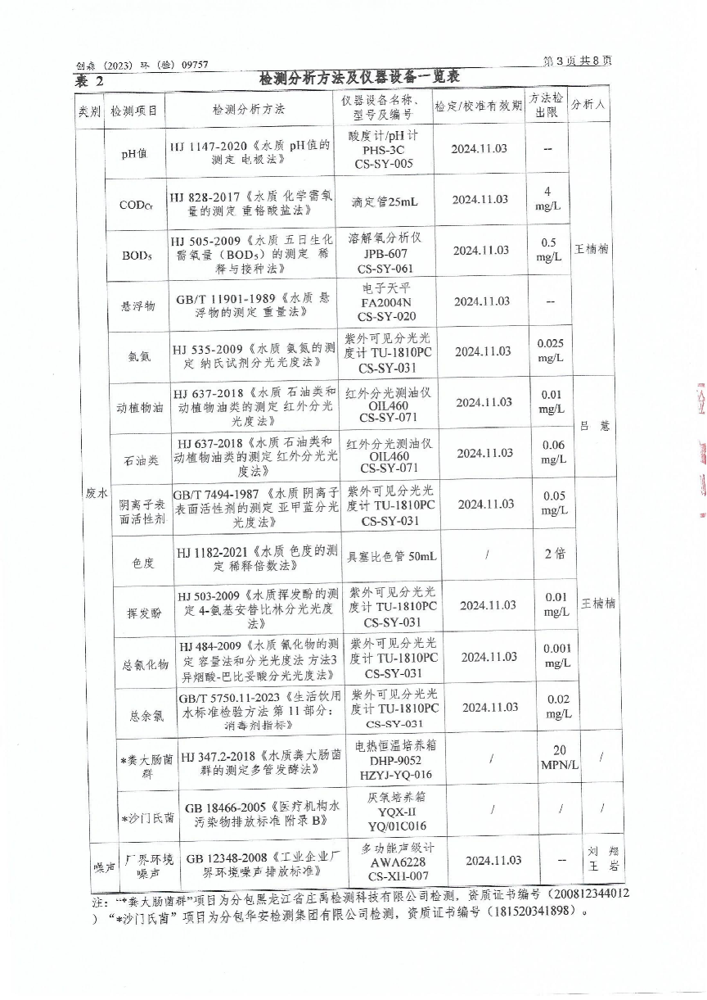 创森 (2023) 环 (验) 09757
第 3 页 共 8 页
表 2
检测分析方法及仪器设备一览表
类别
检测项目
检测分析方法
仪器设备名称、
型号及编号
检定/校准有效期
方法检
出限
分析人
废水
pH值
HJ 1147-2020《水质 pH值的
测定 电极法》
酸度计/pH 计
PHS-3C
CS-SY-005
2024.11.03
--
王楠楠
CODCr
HJ 828-2017《水质 化学需氧
量的测定 重铬酸盐法》
滴定管25mL
2024.11.03
4
mg/L
BOD5
HJ 505-2009《水质 五日生化
需氧量（BOD5）的测定 稀
释与接种法》
溶解氧分析仪
JPB-607
CS-SY-061
2024.11.03
0.5
mg/L
悬浮物
GB/T 11901-1989《水质 悬
浮物的测定 重量法》
电子天平
FA2004N
CS-SY-020
2024.11.03
--
氨氮
HJ 535-2009《水质 氨氮的测
定 纳氏试剂分光光度法》
紫外可见分光光
度计 TU-1810PC
CS-SY-031
2024.11.03
0.025
mg/L
动植物油
HJ 637-2018《水质 石油类和
动植物油类的测定 红外分光
光度法》
红外分光测油仪
OIL460
CS-SY-071
2024.11.03
0.01
mg/L
吕 慧
石油类
HJ 637-2018《水质 石油类和
动植物油类的测定 红外分光光
度法》
红外分光测油仪
OIL460
CS-SY-071
2024.11.03
0.06
mg/L
阴离子表
面活性剂
GB/T 7494-1987 《水质 阴离子
表面活性剂的测定 亚甲蓝分光
光度法》
紫外可见分光光
度计 TU-1810PC
CS-SY-031
2024.11.03
0.05
mg/L
王楠楠
色度
HJ 1182-2021《水质 色度的测
定 稀释倍数法》
具塞比色管 50mL
/
2 倍
挥发酚
HJ 503-2009《水质挥发酚的测
定 4-氨基安替比林分光光度
法》
紫外可见分光光
度计 TU-1810PC
CS-SY-031
2024.11.03
0.01
mg/L
总氰化物
HJ 484-2009《水质 氰化物的测
定 容量法和分光光度法 方法3
异烟酸-巴比妥酸分光光度法》
紫外可见分光光
度计 TU-1810PC
CS-SY-031
2024.11.03
0.001
mg/L
总余氯
GB/T 5750.11-2023《生活饮用
水标准检验方法 第 11 部分：
消毒剂指标》
紫外可见分光光
度计 TU-1810PC
CS-SY-031
2024.11.03
0.02
mg/L
*粪大肠菌
群
HJ 347.2-2018《水质粪大肠菌
群的测定多管发酵法》
电热恒温培养箱
DHP-9052
HZYJ-YQ-016
/
20
MPN/L
/
*沙门氏菌
GB 18466-2005《医疗机构水
污染物排放标准 附录 B》
厌氧培养箱
YQX-II
YQ/01C016
/
/
/
噪声
厂界环境
噪声
GB 12348-2008《工业企业厂
界环境噪声排放标准》
多功能声级计
AWA6228
CS-XH-007
2024.11.03
--
刘 翔
王 岩
注：“*粪大肠菌群”项目为分包黑龙江省庄禹检测科技有限公司检测，资质证书编号（200812344012
）“*沙门氏菌”项目为分包华安检测集团有限公司检测，资质证书编号（181520341898）。